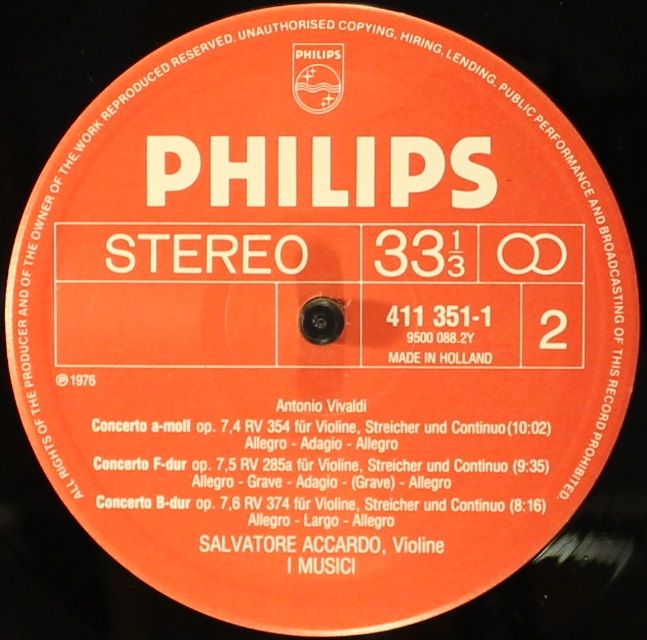 ALL RIGHTS OF THE PRODUCER AND OF THE OWNER OF THE WORK REPRODUCED RESERVED. UNAUTHORISED COPYING, HIRING, LENDING, PUBLIC PERFORMANCE AND BROADCASTING OF THIS RECORD PROHIBITED.
PHILIPS
PHILIPS
STEREO
33 1/3
411 351-1
9500 088.2Y
MADE IN HOLLAND
2
℗ 1976
Antonio Vivaldi
Concerto a-moll op. 7,4 RV 354 für Violine, Streicher und Continuo (10:02)
Allegro - Adagio - Allegro
Concerto F-dur op. 7,5 RV 285a für Violine, Streicher und Continuo (9:35)
Allegro - Grave - Adagio - (Grave) - Allegro
Concerto B-dur op. 7,6 RV 374 für Violine, Streicher und Continuo (8:16)
Allegro - Largo - Allegro
SALVATORE ACCARDO, Violine
I MUSICI